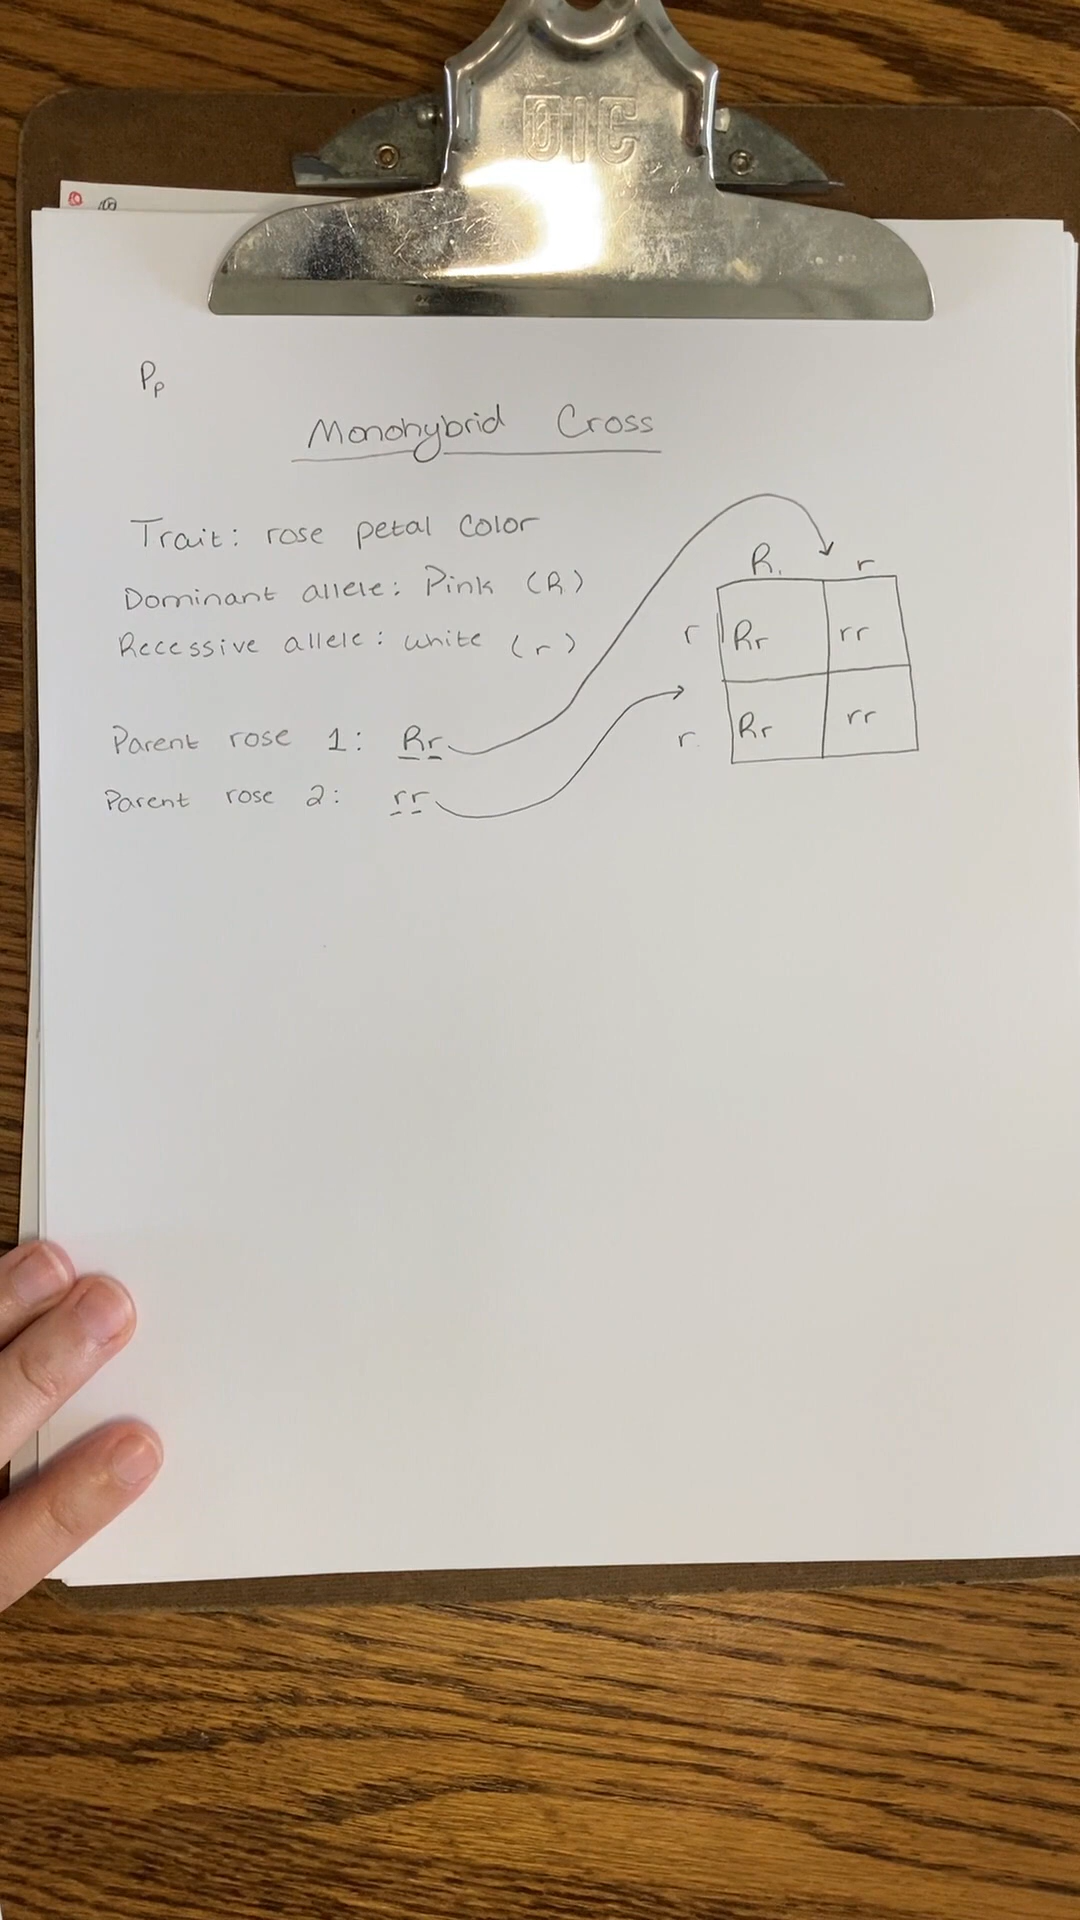 OIC
Pp
Monohybrid Cross
Trait: rose petal color
Dominant allele: Pink (R)
Recessive allele: white (r)
Parent rose 1: Rr
Parent rose 2: rr
R r
r Rr rr
r Rr rr